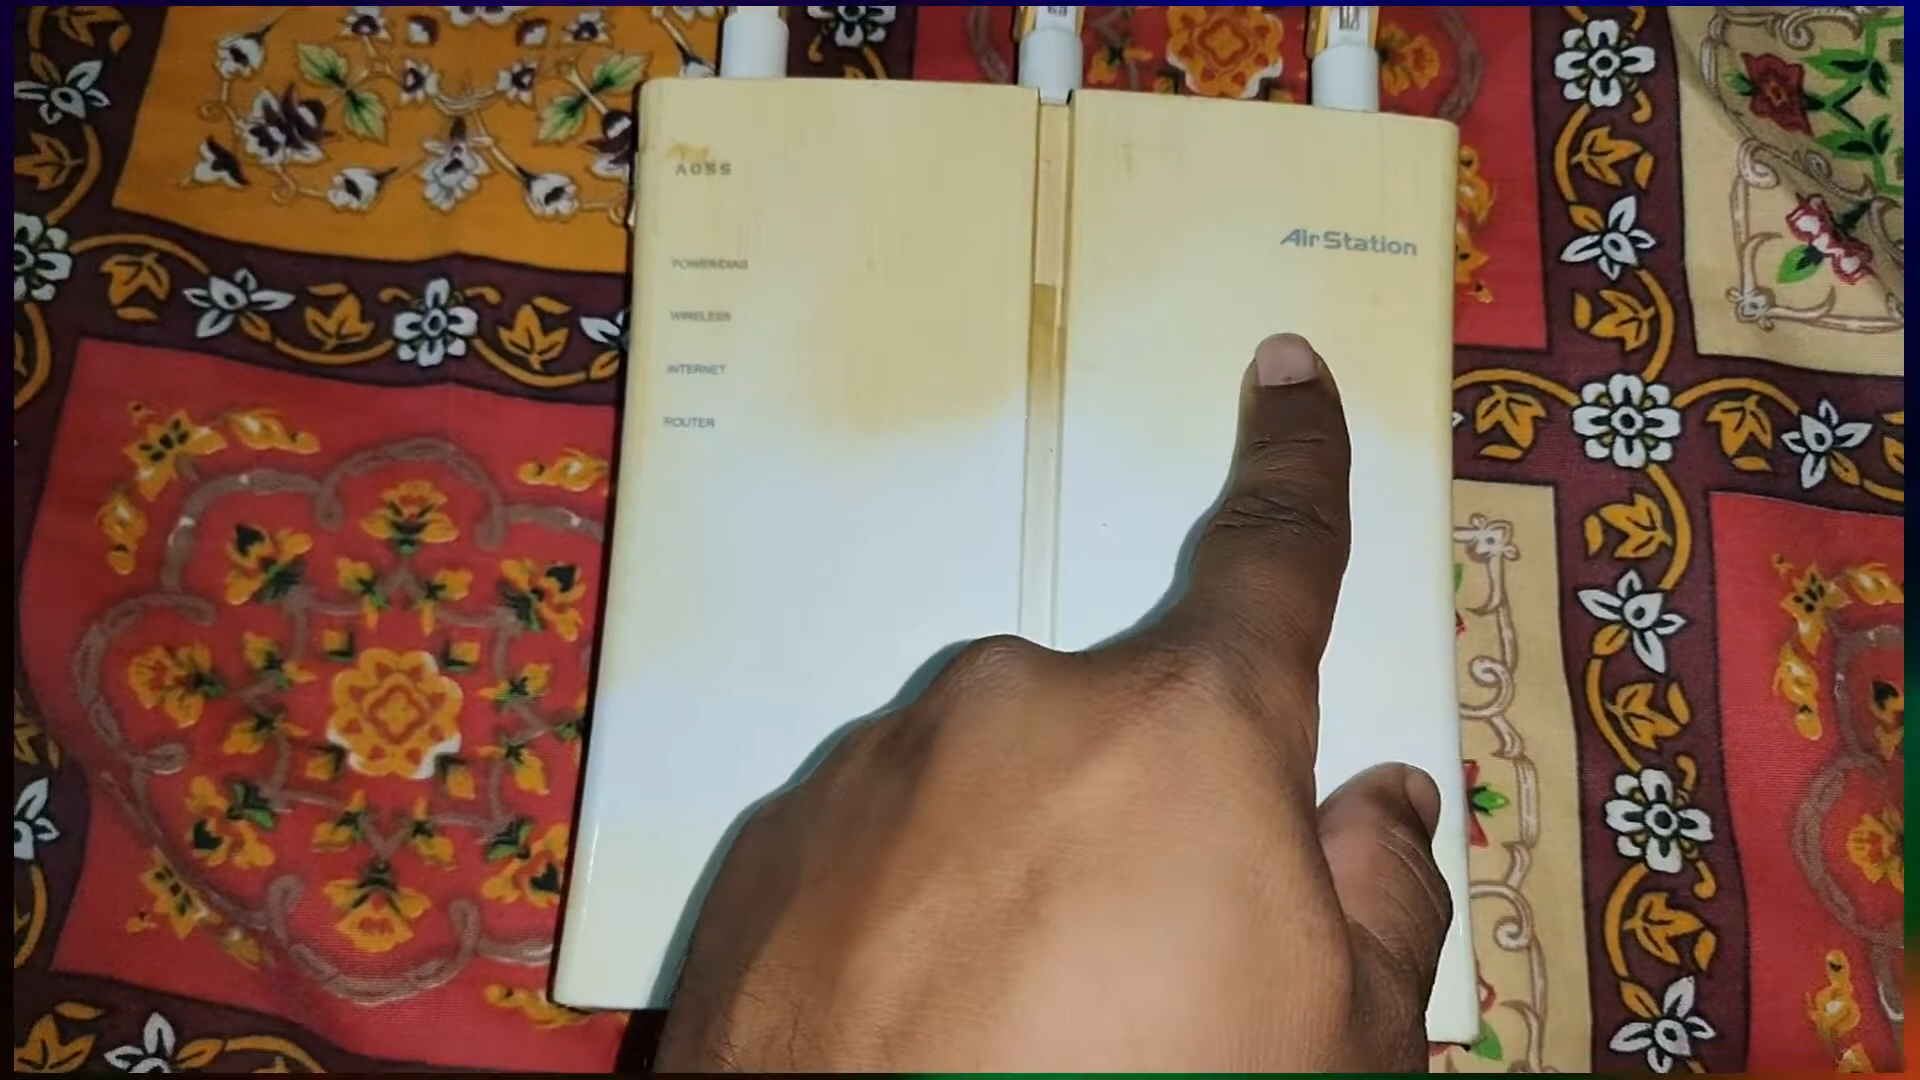 AOSS
AirStation
POWER/DIAG
WIRELESS
INTERNET
ROUTER